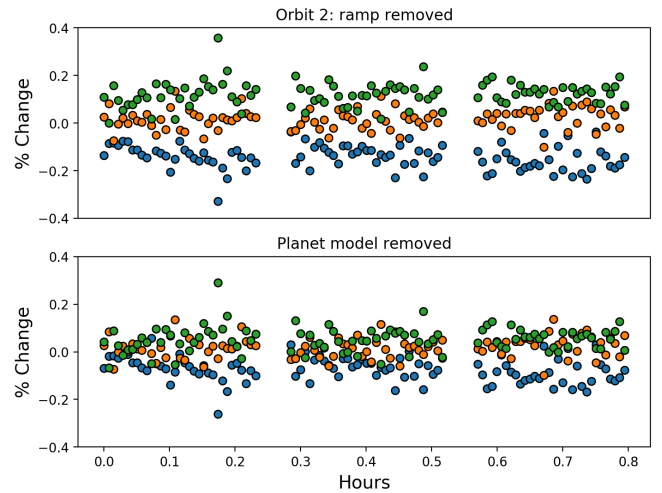 Orbit 2: ramp removed
0.4
0.2
0.0
−0.2
−0.4
% Change
Planet model removed
0.4
0.2
0.0
−0.2
−0.4
% Change
0.0 0.1 0.2 0.3 0.4 0.5 0.6 0.7 0.8
Hours